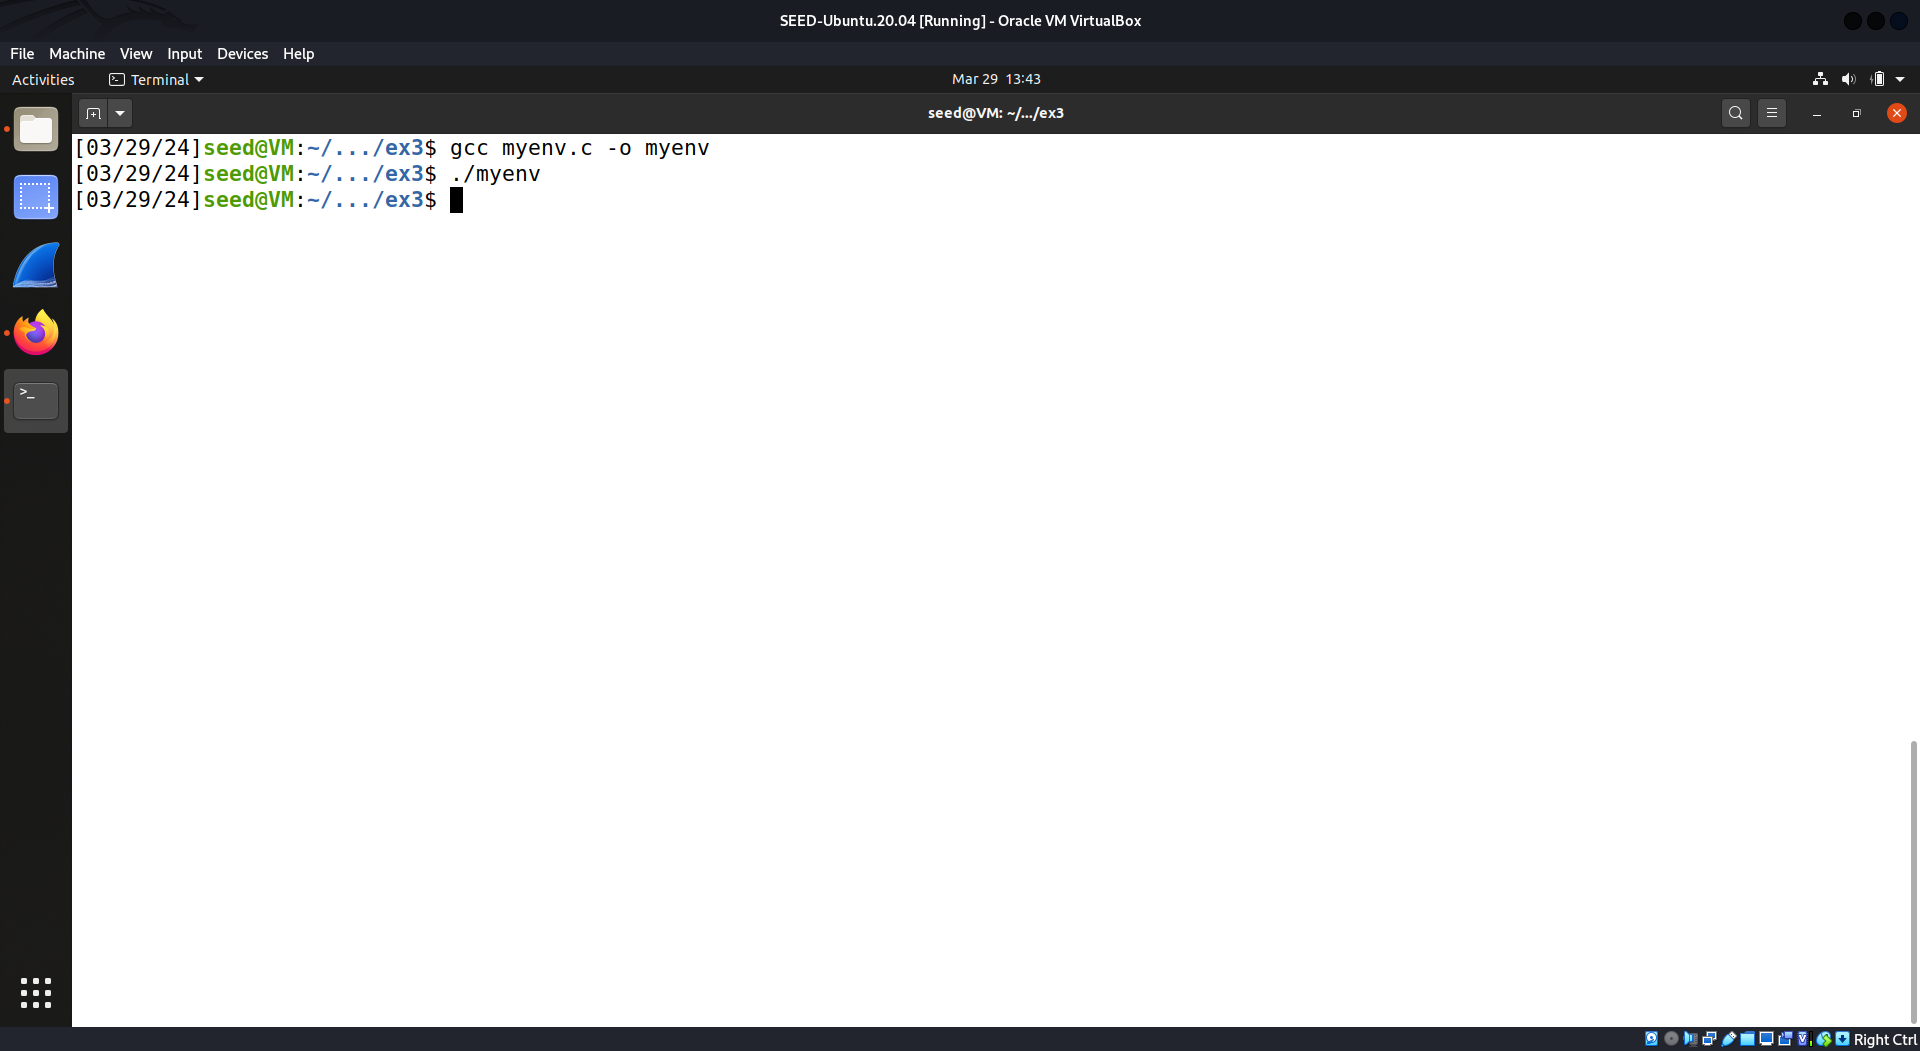 SEED-Ubuntu.20.04 [Running] - Oracle VM VirtualBox
File Machine View Input Devices Help
Activities Terminal Mar 29 13:43
seed@VM: ~/.../ex3
[03/29/24]seed@VM:~/.../ex3$ gcc myenv.c -o myenv
[03/29/24]seed@VM:~/.../ex3$ ./myenv
[03/29/24]seed@VM:~/.../ex3$
>_
Right Ctrl